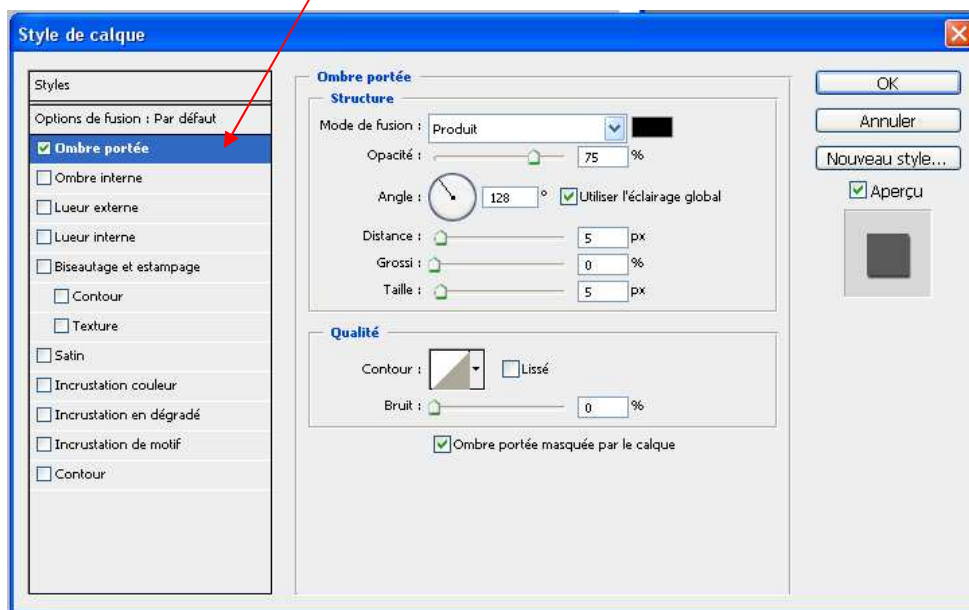 Style de calque
Styles
Options de fusion : Par défaut
Ombre portée
Ombre interne
Lueur externe
Lueur interne
Biseautage et estampage
Contour
Texture
Satin
Incrustation couleur
Incrustation en dégradé
Incrustation de motif
Contour
Ombre portée
Structure
Mode de fusion : Produit
Opacité : 75 %
Angle : 128 ° Utiliser l'éclairage global
Distance : 5 px
Grossi : 0 %
Taille : 5 px
Qualité
Contour : Lissé
Bruit : 0 %
Ombre portée masquée par le calque
OK
Annuler
Nouveau style...
Aperçu